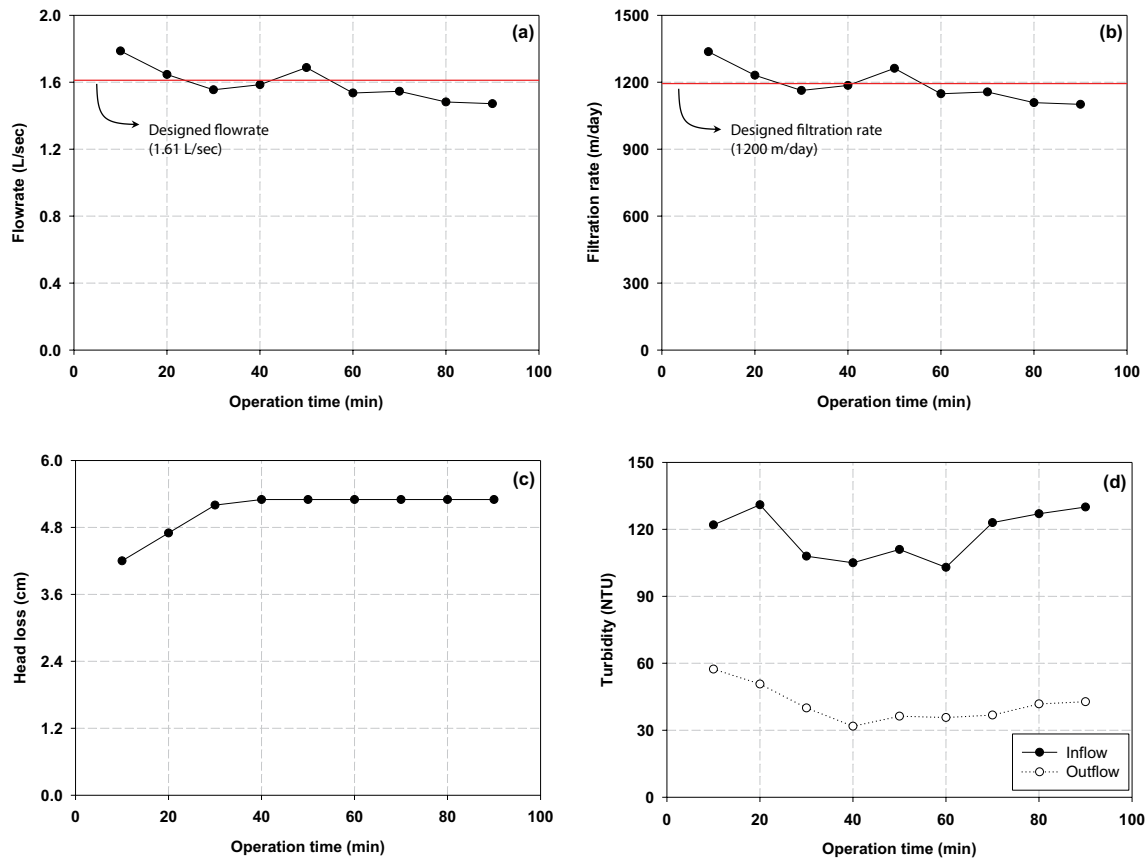 (a)
2.0
1.6
1.2
0.8
0.4
0.0
Flowrate (L/sec)
Designed flowrate
(1.61 L/sec)
0 20 40 60 80 100
Operation time (min)
(b)
1500
1200
900
600
300
0
Filtration rate (m/day)
Designed filtration rate
(1200 m/day)
0 20 40 60 80 100
Operation time (min)
(c)
6.0
4.8
3.6
2.4
1.2
0.0
Head loss (cm)
0 20 40 60 80 100
Operation time (min)
(d)
150
120
90
60
30
0
Turbidity (NTU)
Inflow
Outflow
0 20 40 60 80 100
Operation time (min)